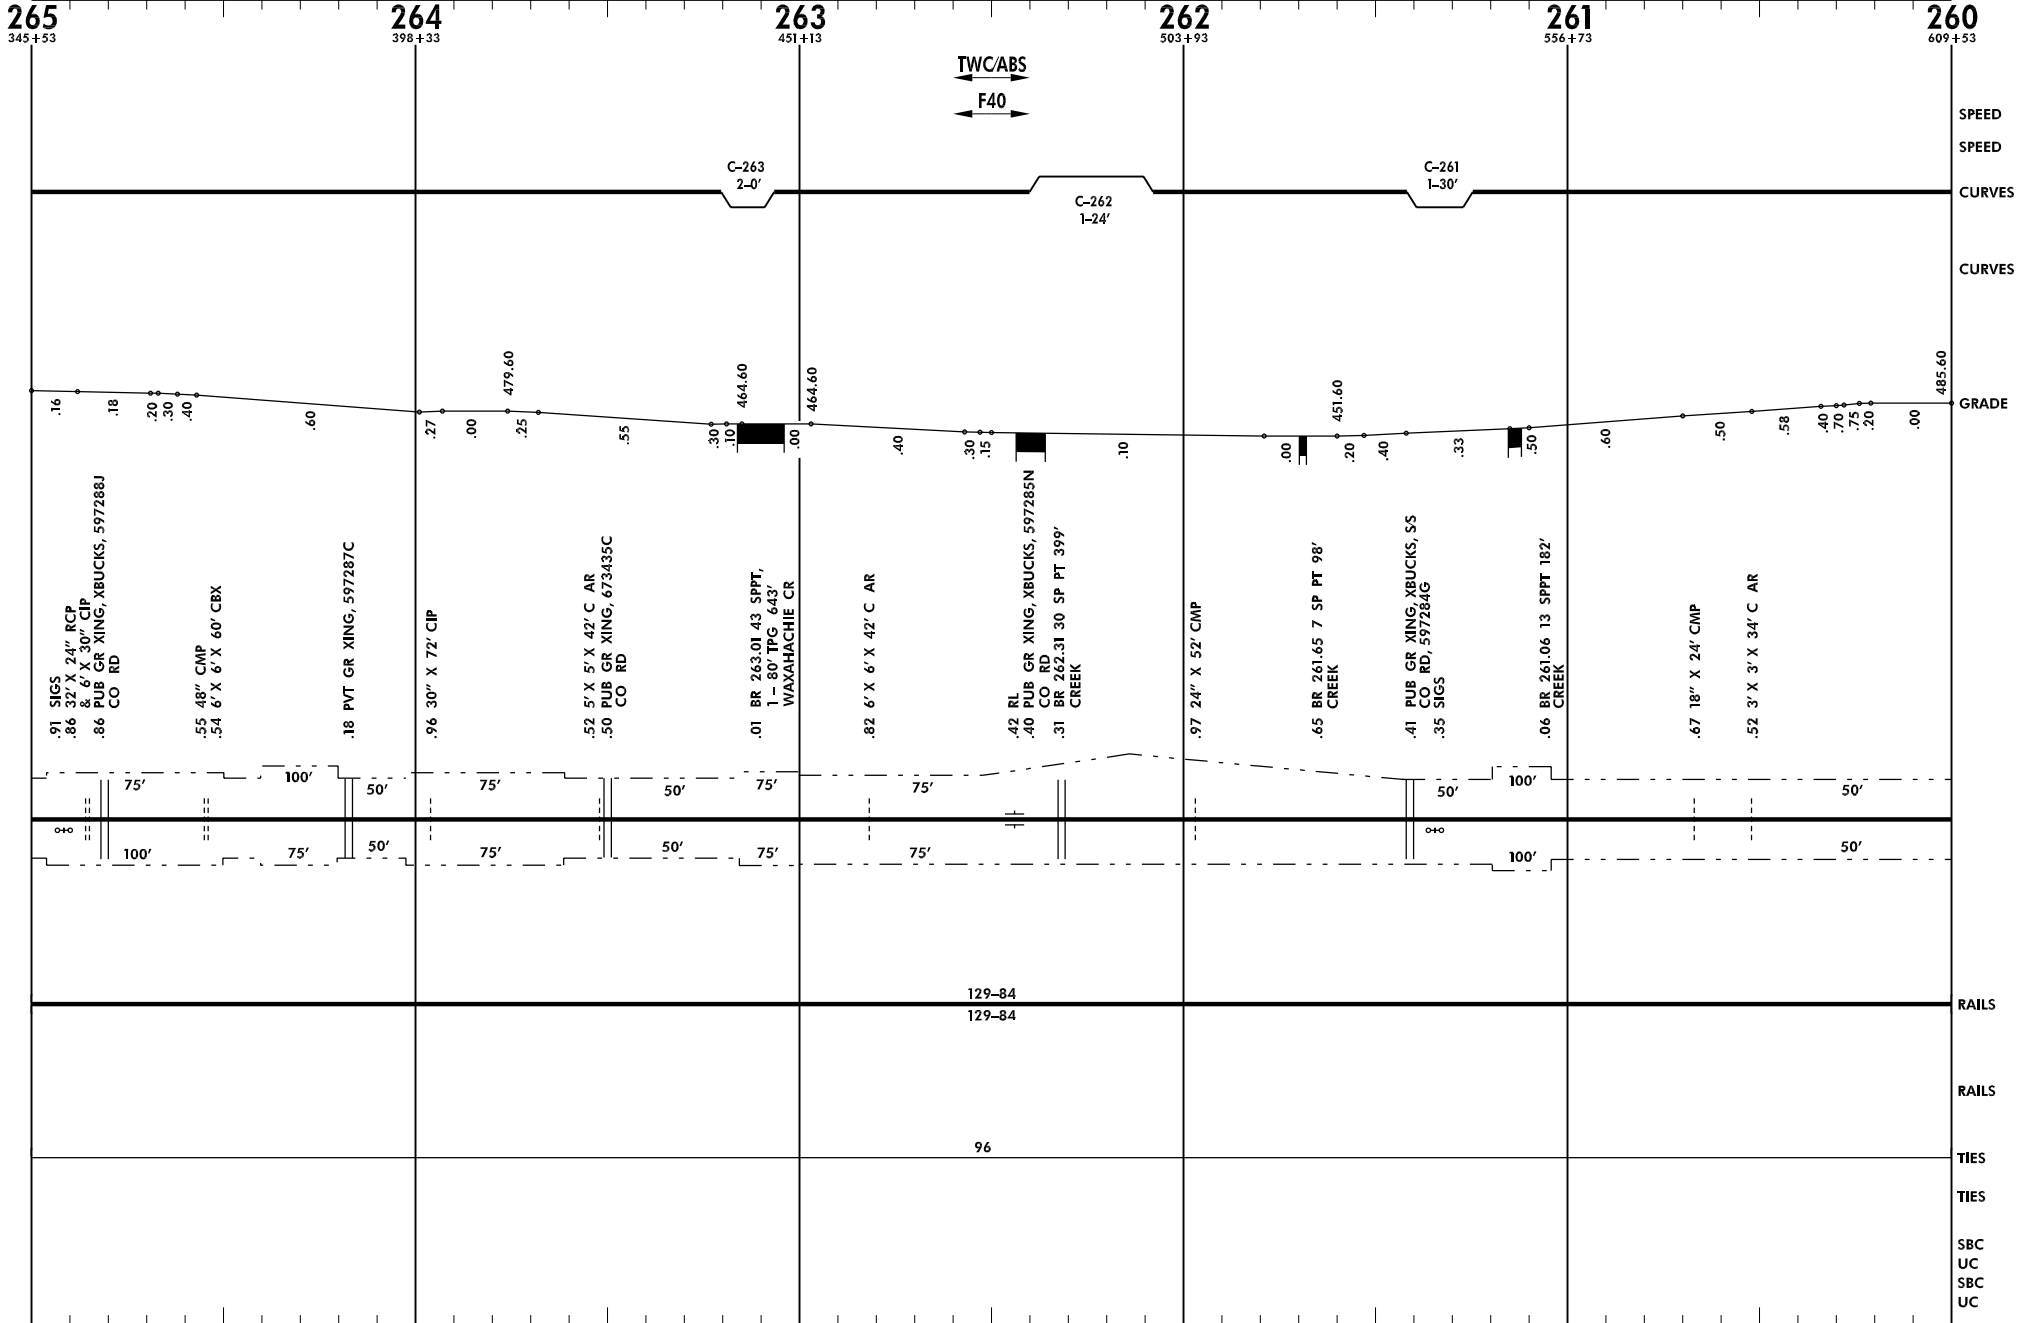 265 264 263 262 261 260
345+53 398+33 451+13 503+93 556+73 609+53
TWC/ABS
F40
SPEED
SPEED
C-263
2-0'
C-262
1-24'
C-261
1-30'
CURVES
CURVES
479.60 464.60 464.60 451.60 485.60
GRADE
.16 .18 .20 .30 .40 .60 .27 .00 .25 .55 .30 .10 .00 .40 .30 .15 .10 .00 .20 .40 .33 .50 .60 .50 .58 .40 .70 .75 .20 .00
.91 SIGS
.86 32' X 24" RCP
& 6' X 30" CIP
.86 PUB GR XING, XBUCKS, 597288J
CO RD
.55 48" CMP
.54 6' X 6' X 60' CBX
.18 PVT GR XING, 597287C
.96 30" X 72' CIP
.52 5' X 5' X 42' C AR
.50 PUB GR XING, 673435C
CO RD
.01 BR 263.01 43 SPPT,
1 - 80' TPG 643'
WAXAHACHIE CR
.82 6' X 6' X 42' C AR
.42 RL
.40 PUB GR XING, XBUCKS, 597285N
CO RD
.31 BR 262.31 30 SP PT 399'
CREEK
.97 24" X 52' CMP
.65 BR 261.65 7 SP PT 98'
CREEK
.41 PUB GR XING, XBUCKS, S/S
CO RD, 597284G
.35 SIGS
.06 BR 261.06 13 SPPT 182'
CREEK
.67 18" X 24' CMP
.52 3' X 3' X 34' C AR
75' 100' 50' 75' 50' 75' 75' 50' 100' 50'
100' 75' 50' 75' 50' 75' 75' 100' 50'
129-84
129-84
RAILS
RAILS
96
TIES
TIES
SBC
UC
SBC
UC